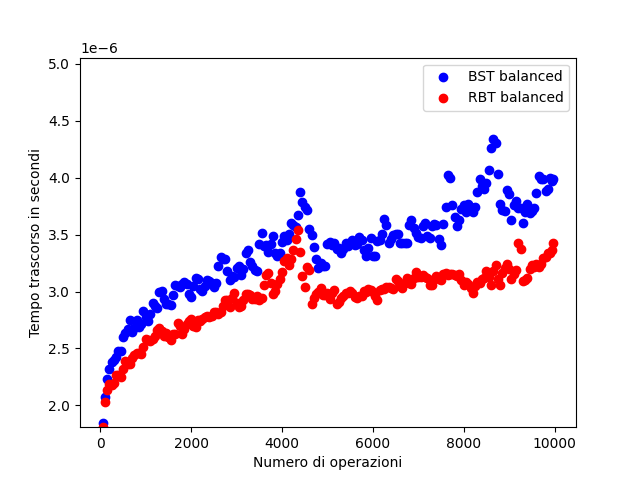 1e−6
BST balanced
RBT balanced
5.0
4.5
4.0
3.5
3.0
2.5
2.0
Tempo trascorso in secondi
0 2000 4000 6000 8000 10000
Numero di operazioni